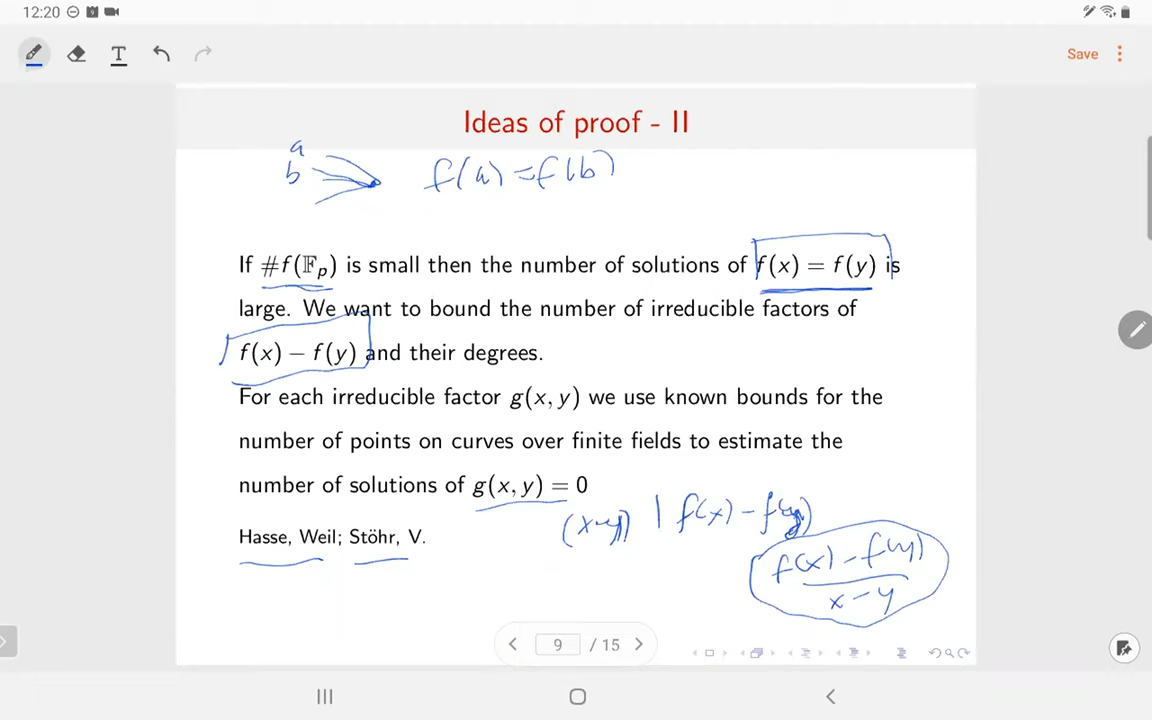 12:20
T
Save
Ideas of proof - II
a
b
f(a) = f(b)
If #f(𝔽p) is small then the number of solutions of f(x) = f(y) is
large. We want to bound the number of irreducible factors of
f(x) − f(y) and their degrees.
For each irreducible factor g(x, y) we use known bounds for the
number of points on curves over finite fields to estimate the
number of solutions of g(x, y) = 0
(x-y) | f(x) - f(y)
Hasse, Weil; Stöhr, V.
f(x) - f(y)
x - y
9 / 15